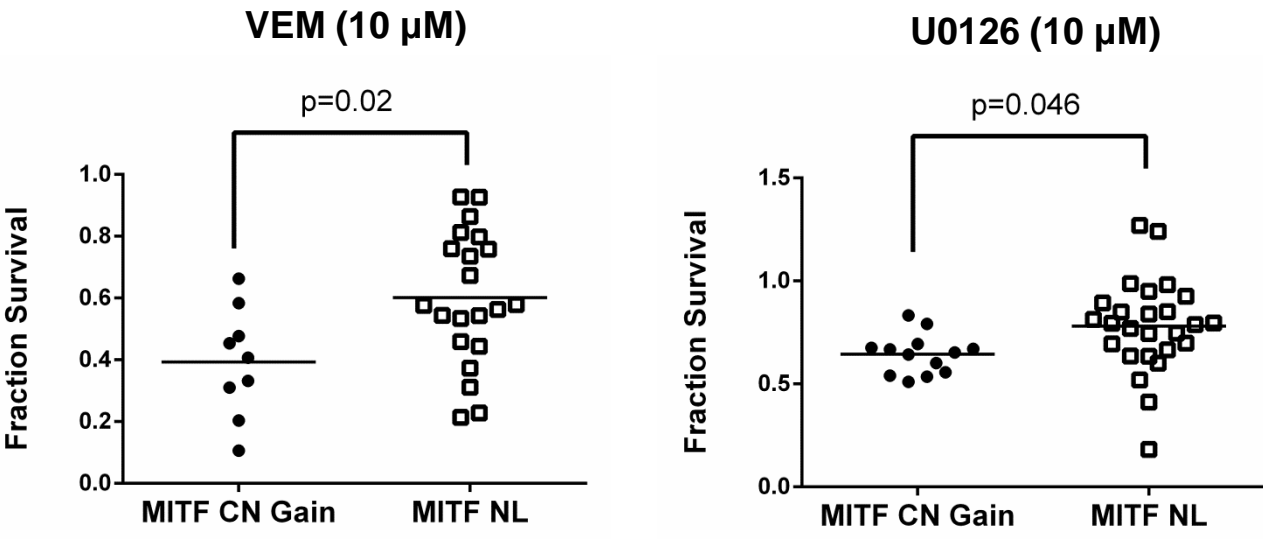 VEM (10 µM)
p=0.02
Fraction Survival
1.0
0.8
0.6
0.4
0.2
0.0
MITF CN Gain
MITF NL
U0126 (10 µM)
p=0.046
Fraction Survival
1.5
1.0
0.5
0.0
MITF CN Gain
MITF NL